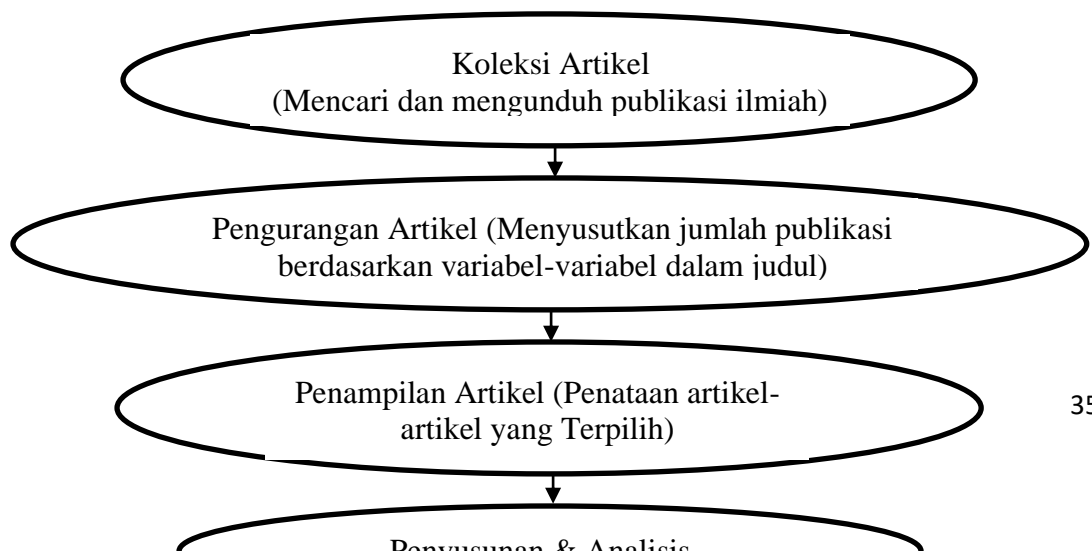 Koleksi Artikel
(Mencari dan mengunduh publikasi ilmiah)
Pengurangan Artikel (Menyusutkan jumlah publikasi
berdasarkan variabel-variabel dalam judul)
Penampilan Artikel (Penataan artikel-
artikel yang Terpilih)
35
Penyusunan & Analisis